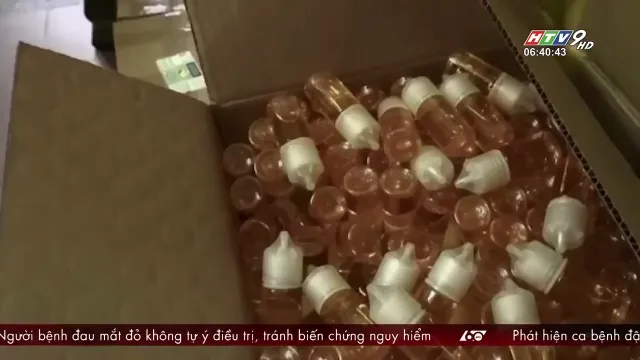 HTV9 HD
06:40:43
Người bệnh đau mắt đỏ không tự ý điều trị, tránh biến chứng nguy hiểm
Phát hiện ca bệnh độ